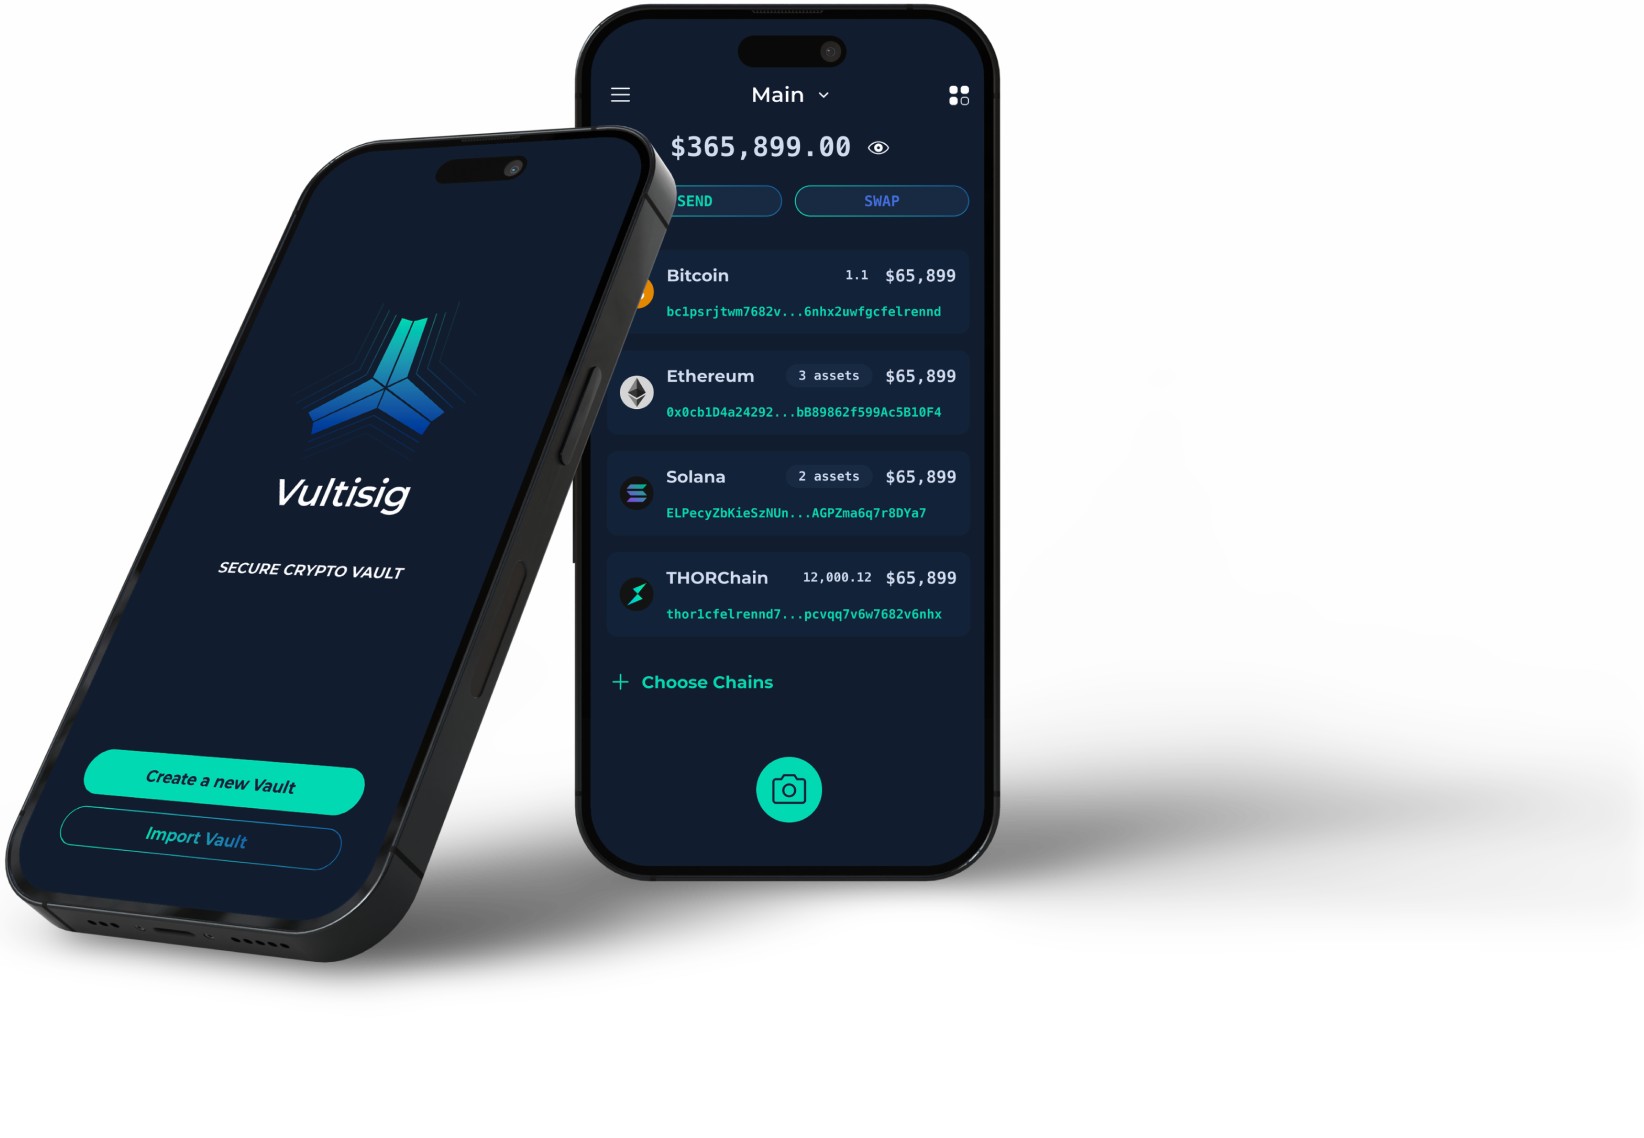 Vultisig
SECURE CRYPTO VAULT
Create a new Vault
Import Vault
Main
$365,899.00
SEND
SWAP
Bitcoin 1.1 $65,899
bc1psrjtwm7682v...6nhx2uwfgcfelrennd
Ethereum 3 assets $65,899
0x0cb1D4a24292...bB89862f599Ac5B10F4
Solana 2 assets $65,899
ELPecyZbKieSzNUn...AGPZma6q7r8DYa7
THORChain 12,000.12 $65,899
thor1cfelrennd7...pcvqq7v6w7682v6nhx
+ Choose Chains